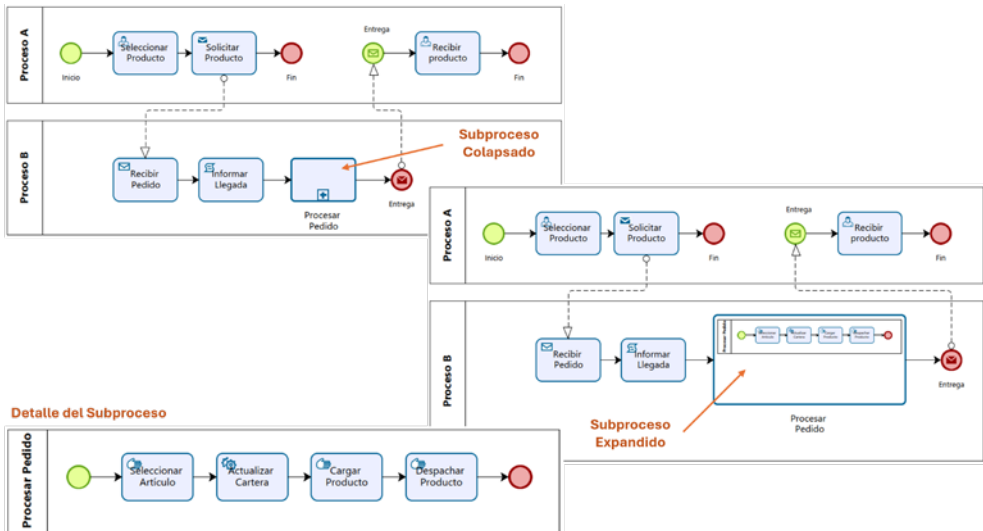 Proceso A
Inicio
Seleccionar
Producto
Solicitar
Producto
Fin
Entrega
Recibir
producto
Fin
Proceso B
Recibir
Pedido
Informar
Llegada
Procesar
Pedido
Entrega
Subproceso
Colapsado
Proceso A
Inicio
Seleccionar
Producto
Solicitar
Producto
Fin
Entrega
Recibir
producto
Fin
Proceso B
Recibir
Pedido
Informar
Llegada
Procesar Pedido
Procesar
Pedido
Entrega
Subproceso
Expandido
Detalle del Subproceso
Procesar Pedido
Seleccionar
Artículo
Actualizar
Cartera
Cargar
Producto
Despachar
Producto